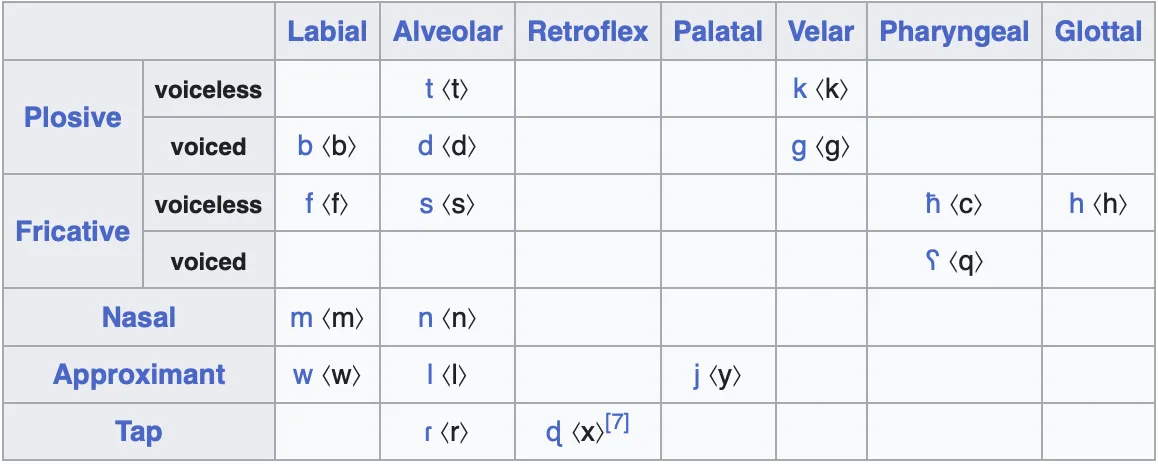 Labial Alveolar Retroflex Palatal Velar Pharyngeal Glottal
Plosive voiceless t ⟨t⟩ k ⟨k⟩
voiced b ⟨b⟩ d ⟨d⟩ g ⟨g⟩
Fricative voiceless f ⟨f⟩ s ⟨s⟩ ħ ⟨c⟩ h ⟨h⟩
voiced ʕ ⟨q⟩
Nasal m ⟨m⟩ n ⟨n⟩
Approximant w ⟨w⟩ l ⟨l⟩ j ⟨y⟩
Tap ɾ ⟨r⟩ ᶑ ⟨x⟩[7]